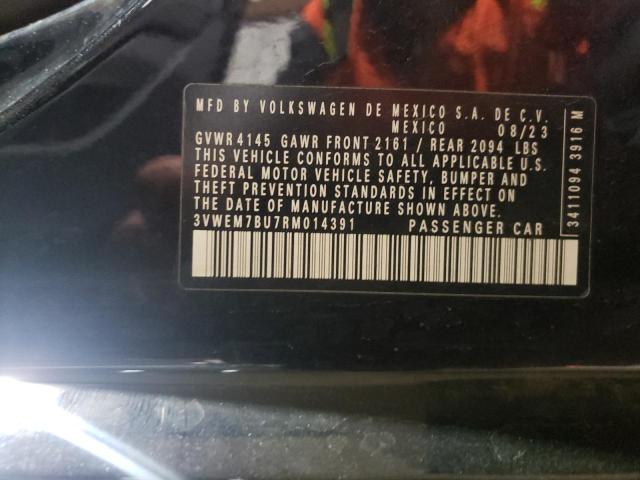 MFD BY VOLKSWAGEN DE MEXICO S.A. DE C.V.
MEXICO 08/23
GVWR 4145 GAWR FRONT 2161 / REAR 2094 LBS
THIS VEHICLE CONFORMS TO ALL APPLICABLE U.S.
FEDERAL MOTOR VEHICLE SAFETY, BUMPER AND
THEFT PREVENTION STANDARDS IN EFFECT ON
THE DATE OF MANUFACTURE SHOWN ABOVE.
3VWEM7BU7RM014391 PASSENGER CAR
34111094 3916 M